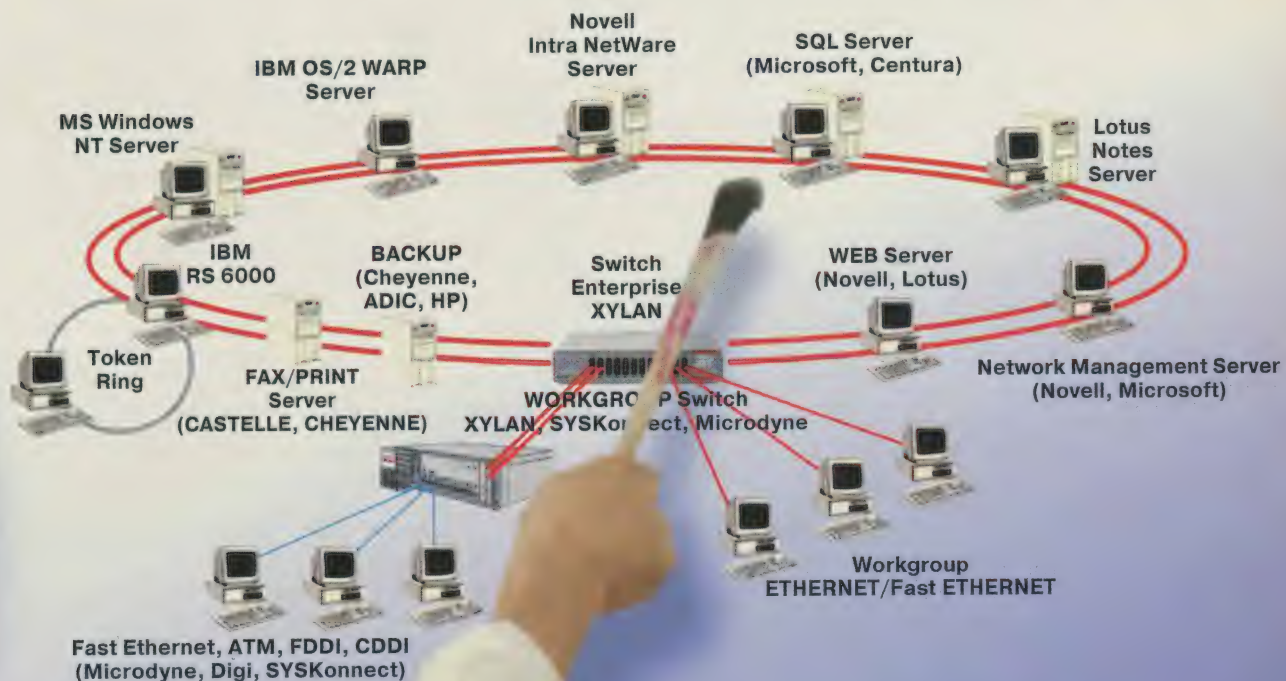 Novell
Intra NetWare
Server
SQL Server
(Microsoft, Centura)
IBM OS/2 WARP
Server
MS Windows
NT Server
Lotus
Notes
Server
IBM
RS 6000
BACKUP
(Cheyenne,
ADIC, HP)
Switch
Enterprise
XYLAN
WEB Server
(Novell, Lotus)
Token
Ring
FAX/PRINT
Server
(CASTELLE, CHEYENNE)
WORKGROUP Switch
XYLAN, SYSKonnect, Microdyne
Network Management Server
(Novell, Microsoft)
Workgroup
ETHERNET/Fast ETHERNET
Fast Ethernet, ATM, FDDI, CDDI
(Microdyne, Digi, SYSKonnect)